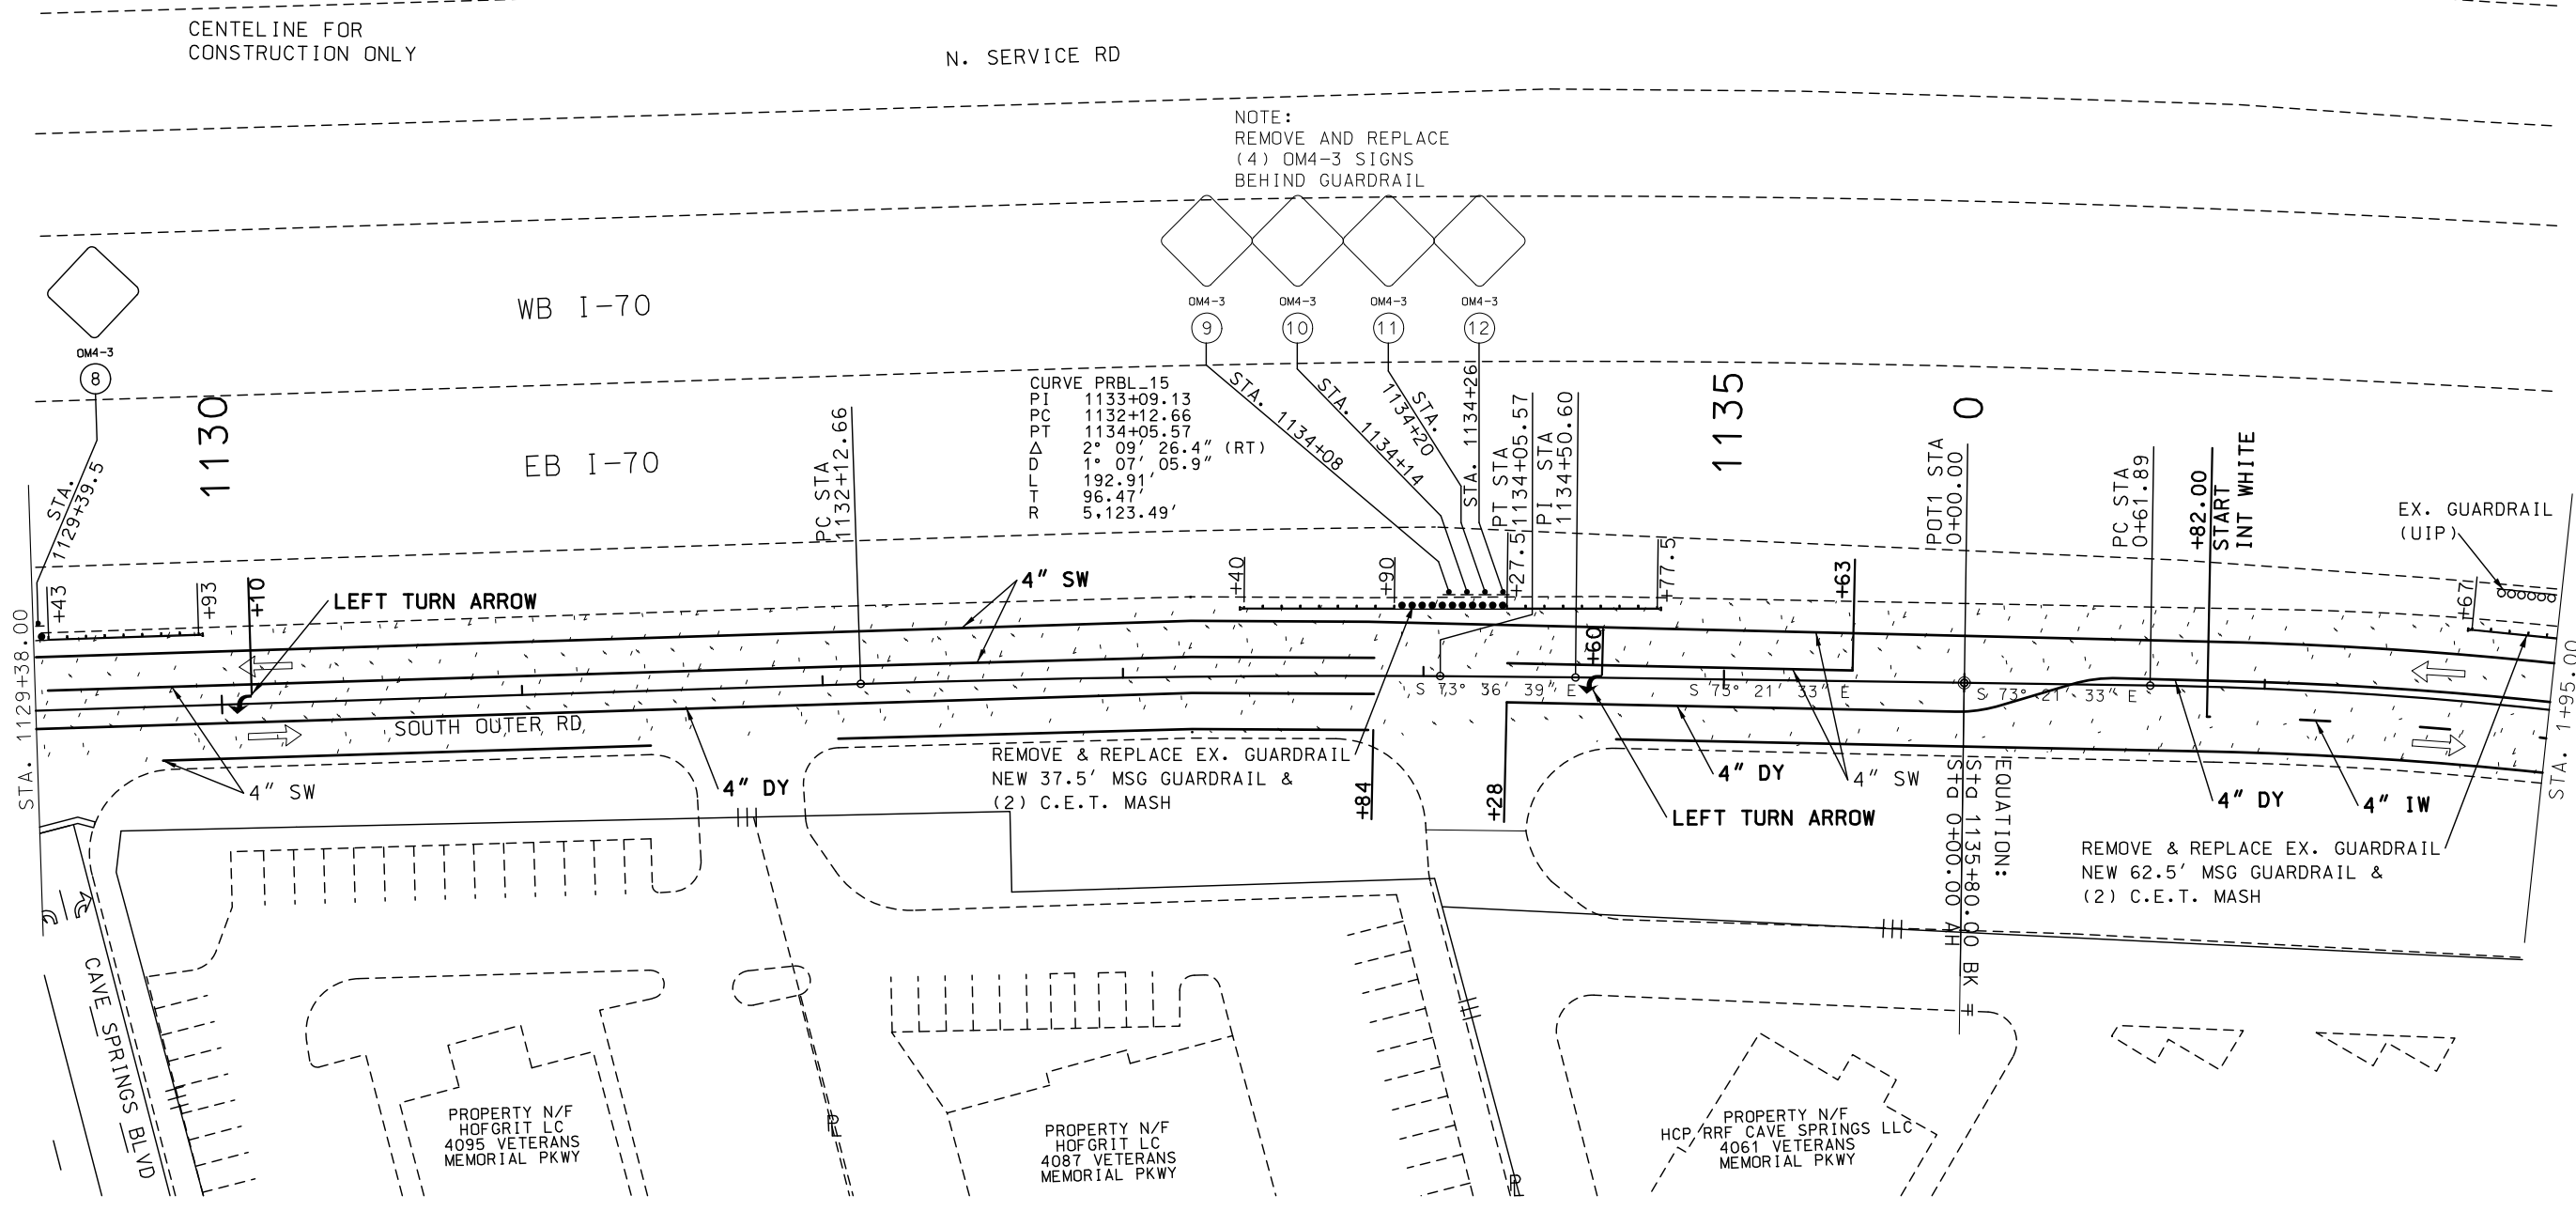 CENTELINE FOR
CONSTRUCTION ONLY
N. SERVICE RD
NOTE:
REMOVE AND REPLACE
(4) OM4-3 SIGNS
BEHIND GUARDRAIL
WB I-70
OM4-3
8
OM4-3
9
OM4-3
10
OM4-3
11
OM4-3
12
STA.
1129+39.5
1130
EB I-70
PC STA
1132+12.66
CURVE PRBL_15
PI 1133+09.13
PC 1132+12.66
PT 1134+05.57
Δ 2° 09' 26.4" (RT)
D 1° 07' 05.9"
L 192.91'
T 96.47'
R 5,123.49'
STA. 1134+08
STA. 1134+14
STA.
1134+20
STA. 1134+26
PT STA
1134+05.57
PI STA
1134+50.60
1135
0
POT1 STA
0+00.00
PC STA
0+61.89
+82.00
START
INT WHITE
EX. GUARDRAIL
(UIP)
STA. 1129+38.00
+43
+93
+10
LEFT TURN ARROW
4" SW
+40
+90
+27.5
+77.5
+60
+63
+67
STA. 1+95.00
S 73° 36' 39" E
S 73° 21' 33" E
S 73° 21' 33" E
SOUTH OUTER RD
4" SW
4" DY
REMOVE & REPLACE EX. GUARDRAIL
NEW 37.5' MSG GUARDRAIL &
(2) C.E.T. MASH
+84
+28
4" DY
4" SW
LEFT TURN ARROW
EQUATION:
Sta 1135+80.00 BK =
Sta 0+00.00 AH
4" DY
4" IW
REMOVE & REPLACE EX. GUARDRAIL
NEW 62.5' MSG GUARDRAIL &
(2) C.E.T. MASH
CAVE SPRINGS BLVD
PROPERTY N/F
HOFGRIT LC
4095 VETERANS
MEMORIAL PKWY
PROPERTY N/F
HOFGRIT LC
4087 VETERANS
MEMORIAL PKWY
PROPERTY N/F
HCP/RRF CAVE SPRINGS LLC
4061 VETERANS
MEMORIAL PKWY